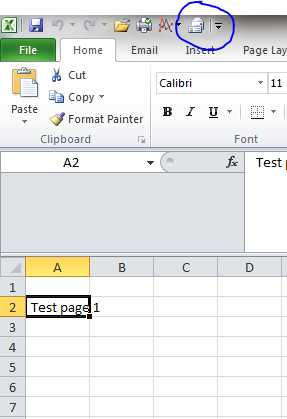 File Home Email Insert Page Lay
Cut
Copy
Paste
Format Painter
Calibri 11
B I U
Clipboard Font
A2 fx Test p
A B C D
1
2 Test page 1
3
4
5
6
7
8
9